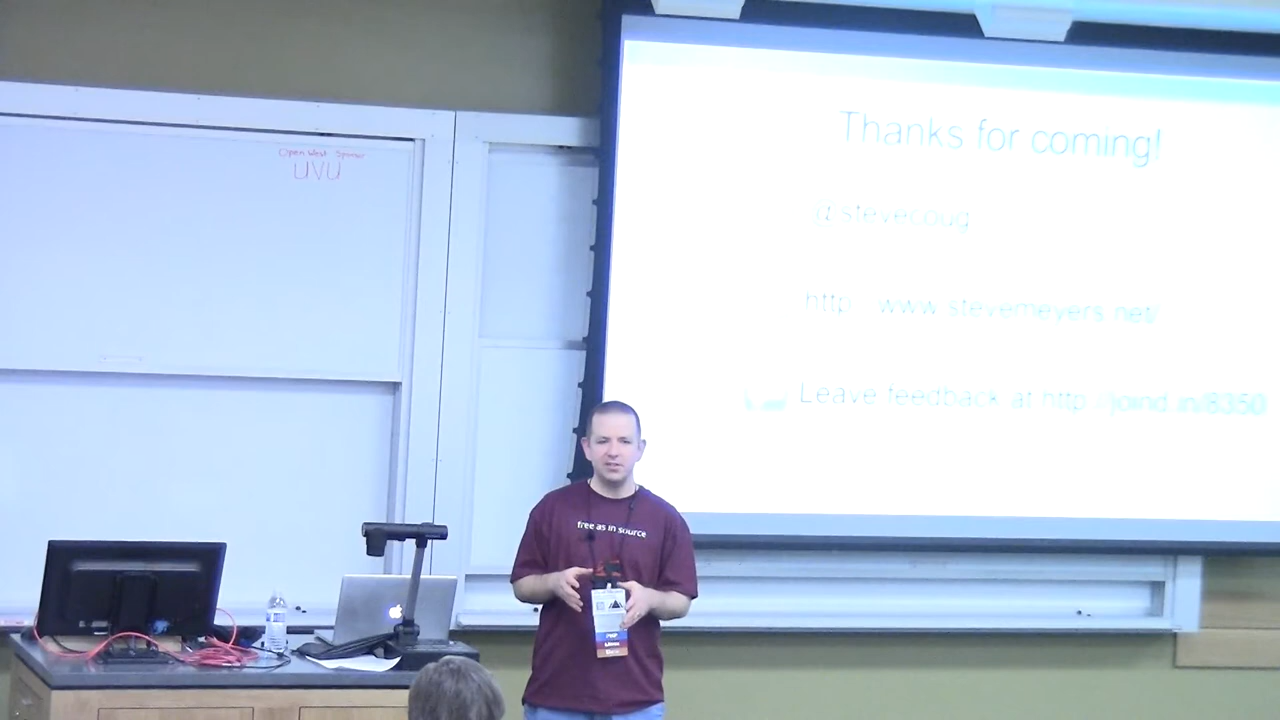 Open West Sponsor
UVU
Thanks for coming!
@stevecoug
http www.stevemeyers.net/
Leave feedback at http //joind.in/8350
free as in source
PHP